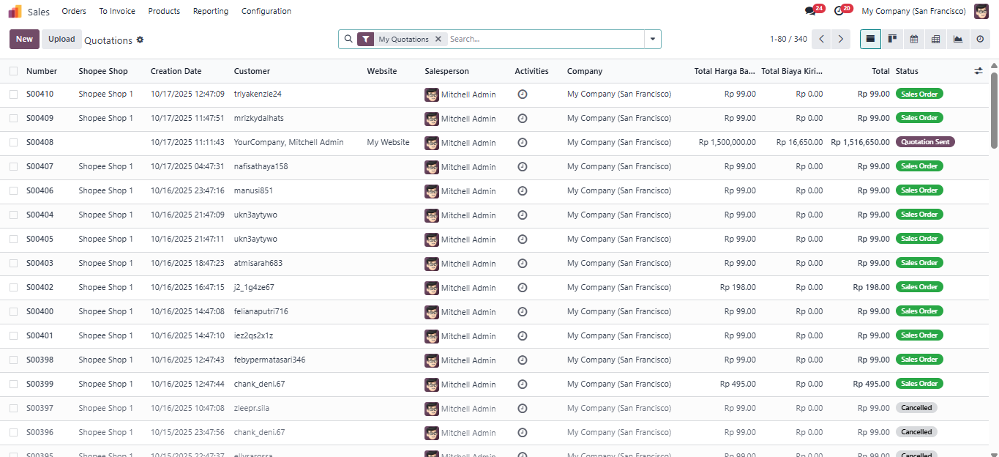 Sales Orders To Invoice Products Reporting Configuration 24 20 My Company (San Francisco)
New Upload Quotations My Quotations Search... 1-80 / 340
Number Shopee Shop Creation Date Customer Website Salesperson Activities Company Total Harga Ba... Total Biaya Kiri... Total Status
S00410 Shopee Shop 1 10/17/2025 12:47:09 triyakenzie24 Mitchell Admin My Company (San Francisco) Rp 99.00 Rp 0.00 Rp 99.00 Sales Order
S00409 Shopee Shop 1 10/17/2025 11:47:51 mrizkydalhats Mitchell Admin My Company (San Francisco) Rp 99.00 Rp 0.00 Rp 99.00 Sales Order
S00408 10/17/2025 11:11:43 YourCompany, Mitchell Admin My Website Mitchell Admin My Company (San Francisco) Rp 1,500,000.00 Rp 16,650.00 Rp 1,516,650.00 Quotation Sent
S00407 Shopee Shop 1 10/17/2025 04:47:31 nafisathaya158 Mitchell Admin My Company (San Francisco) Rp 99.00 Rp 0.00 Rp 99.00 Sales Order
S00406 Shopee Shop 1 10/16/2025 23:47:16 manusi851 Mitchell Admin My Company (San Francisco) Rp 99.00 Rp 0.00 Rp 99.00 Sales Order
S00404 Shopee Shop 1 10/16/2025 21:47:09 ukn3aytywo Mitchell Admin My Company (San Francisco) Rp 99.00 Rp 0.00 Rp 99.00 Sales Order
S00405 Shopee Shop 1 10/16/2025 21:47:11 ukn3aytywo Mitchell Admin My Company (San Francisco) Rp 99.00 Rp 0.00 Rp 99.00 Sales Order
S00403 Shopee Shop 1 10/16/2025 18:47:23 atmisarah683 Mitchell Admin My Company (San Francisco) Rp 99.00 Rp 0.00 Rp 99.00 Sales Order
S00402 Shopee Shop 1 10/16/2025 16:47:15 j2_1g4ze67 Mitchell Admin My Company (San Francisco) Rp 198.00 Rp 0.00 Rp 198.00 Sales Order
S00400 Shopee Shop 1 10/16/2025 14:47:08 felianaputri716 Mitchell Admin My Company (San Francisco) Rp 99.00 Rp 0.00 Rp 99.00 Sales Order
S00401 Shopee Shop 1 10/16/2025 14:47:10 iez2qs2x1z Mitchell Admin My Company (San Francisco) Rp 99.00 Rp 0.00 Rp 99.00 Sales Order
S00398 Shopee Shop 1 10/16/2025 12:47:43 febypermatasari346 Mitchell Admin My Company (San Francisco) Rp 99.00 Rp 0.00 Rp 99.00 Sales Order
S00399 Shopee Shop 1 10/16/2025 12:47:44 chank_deni.67 Mitchell Admin My Company (San Francisco) Rp 495.00 Rp 0.00 Rp 495.00 Sales Order
S00397 Shopee Shop 1 10/16/2025 10:47:08 zleepr.sila Mitchell Admin My Company (San Francisco) Rp 99.00 Rp 0.00 Rp 99.00 Cancelled
S00396 Shopee Shop 1 10/15/2025 23:47:56 chank_deni.67 Mitchell Admin My Company (San Francisco) Rp 99.00 Rp 0.00 Rp 99.00 Cancelled
S00395 Shopee Shop 1 10/15/2025 22:47:37 ellysarossa Mitchell Admin My Company (San Francisco) Rp 99.00 Rp 0.00 Rp 99.00 Cancelled